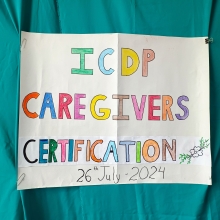 ICDP
CAREGIVERS
CERTIFICATION
26th July - 2024